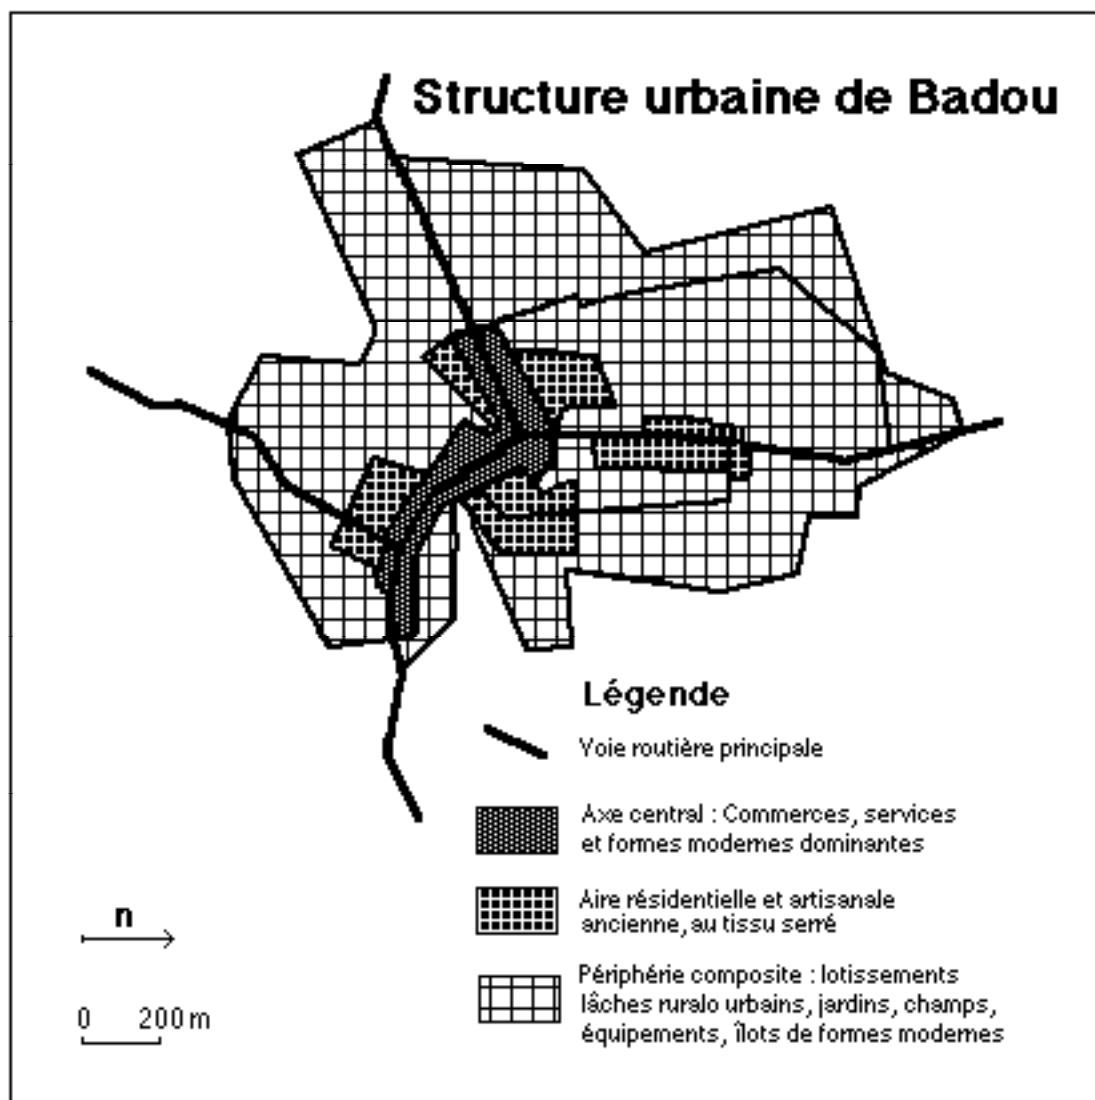 Structure urbaine de Badou
Légende
Voie routière principale
Axe central : Commerces, services
et formes modernes dominantes
Aire résidentielle et artisanale
ancienne, au tissu serré
Périphérie composite : lotissements
lâches ruralo urbains, jardins, champs,
équipements, îlots de formes modernes
n
0 200 m